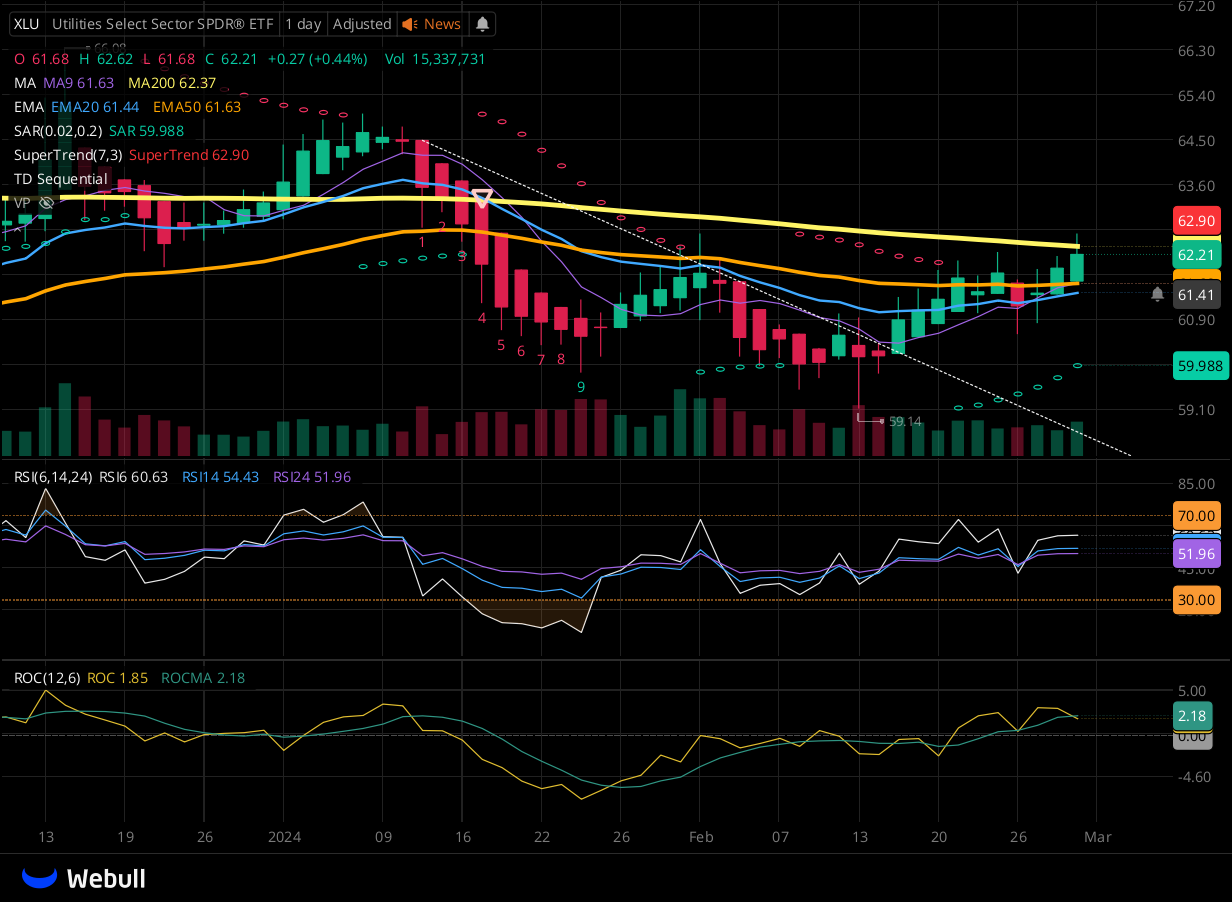 XLU Utilities Select Sector SPDR® ETF 1 day Adjusted News
66.08
O 61.68 H 62.62 L 61.68 C 62.21 +0.27 (+0.44%) Vol 15,337,731
MA MA9 61.63 MA200 62.37
EMA EMA20 61.44 EMA50 61.63
SAR(0.02,0.2) SAR 59.988
SuperTrend(7,3) SuperTrend 62.90
TD Sequential
VP
1
2
3
4
5
6
7
8
9
59.14
67.20
66.30
65.40
64.50
63.60
62.90
62.21
61.41
60.90
59.988
59.10
RSI(6,14,24) RSI6 60.63 RSI14 54.43 RSI24 51.96
85.00
70.00
51.96
45.00
30.00
ROC(12,6) ROC 1.85 ROCMA 2.18
5.00
2.18
0.00
-4.60
13 19 26 2024 09 16 22 26 Feb 07 13 20 26 Mar
Webull